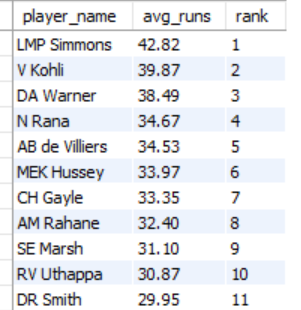 player_name avg_runs rank
LMP Simmons 42.82 1
V Kohli 39.87 2
DA Warner 38.49 3
N Rana 34.67 4
AB de Villiers 34.53 5
MEK Hussey 33.97 6
CH Gayle 33.35 7
AM Rahane 32.40 8
SE Marsh 31.10 9
RV Uthappa 30.87 10
DR Smith 29.95 11